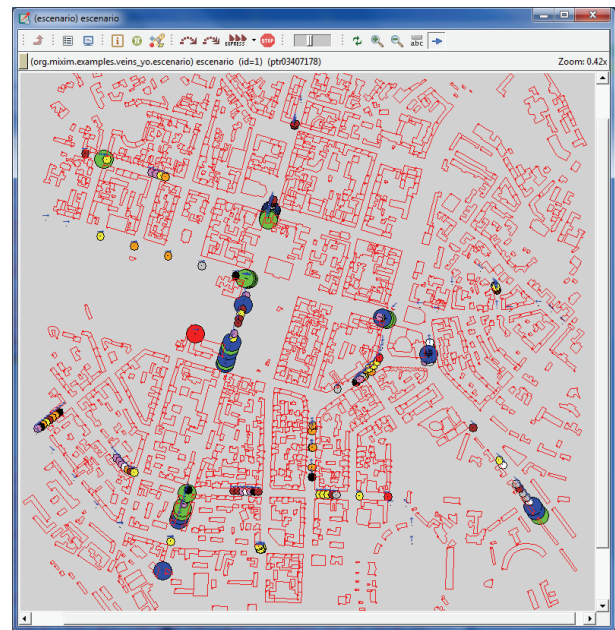 (escenario) escenario
EXPRESS
STOP
abc
(org.mixim.examples.veins_yo.escenario) escenario (id=1) (ptr03407178)
Zoom: 0.42x